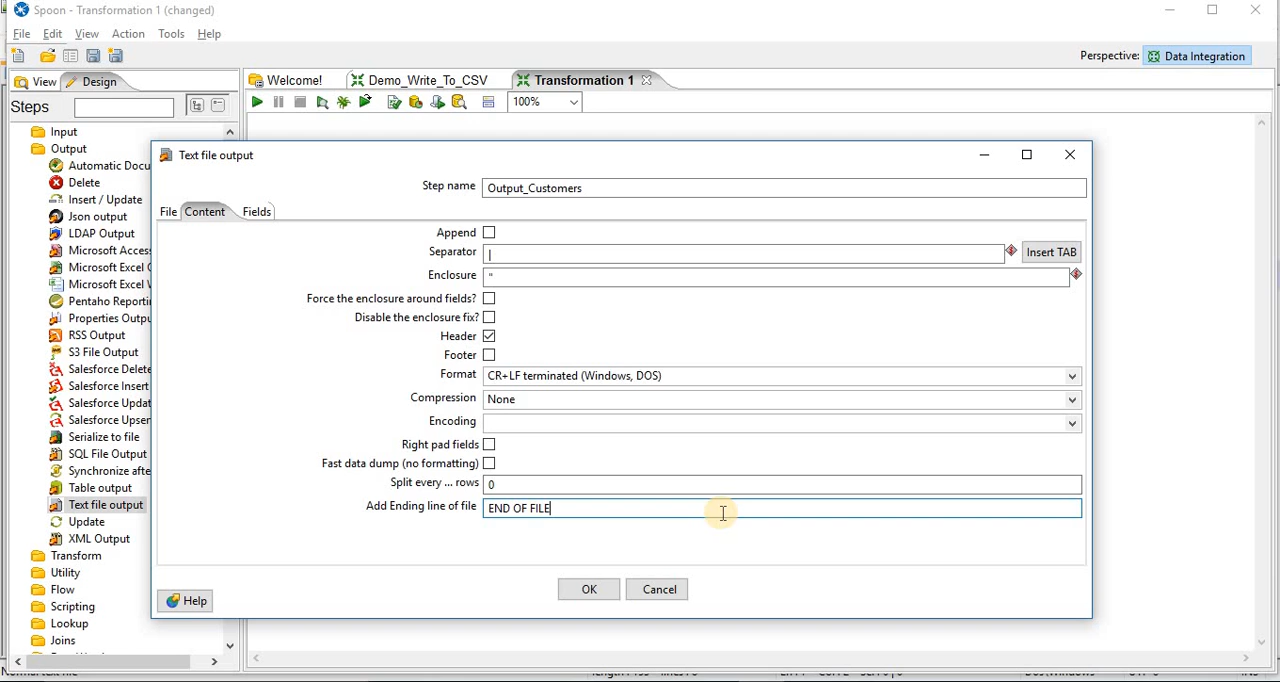 Spoon - Transformation 1 (changed)
File Edit View Action Tools Help
Perspective: Data Integration
View Design
Welcome! Demo_Write_To_CSV Transformation 1
Steps
100%
Input
Output
Automatic Docu
Delete
Insert / Update
Json output
LDAP Output
Microsoft Acces
Microsoft Excel
Microsoft Excel
Pentaho Reporti
Properties Outpu
RSS Output
S3 File Output
Salesforce Delete
Salesforce Insert
Salesforce Updat
Salesforce Upser
Serialize to file
SQL File Output
Synchronize afte
Table output
Text file output
Update
XML Output
Transform
Utility
Flow
Scripting
Lookup
Joins
Text file output
Step name Output_Customers
File Content Fields
Append
Separator | Insert TAB
Enclosure "
Force the enclosure around fields?
Disable the enclosure fix?
Header
Footer
Format CR+LF terminated (Windows, DOS)
Compression None
Encoding
Right pad fields
Fast data dump (no formatting)
Split every ... rows 0
Add Ending line of file END OF FILE
OK Cancel
Help